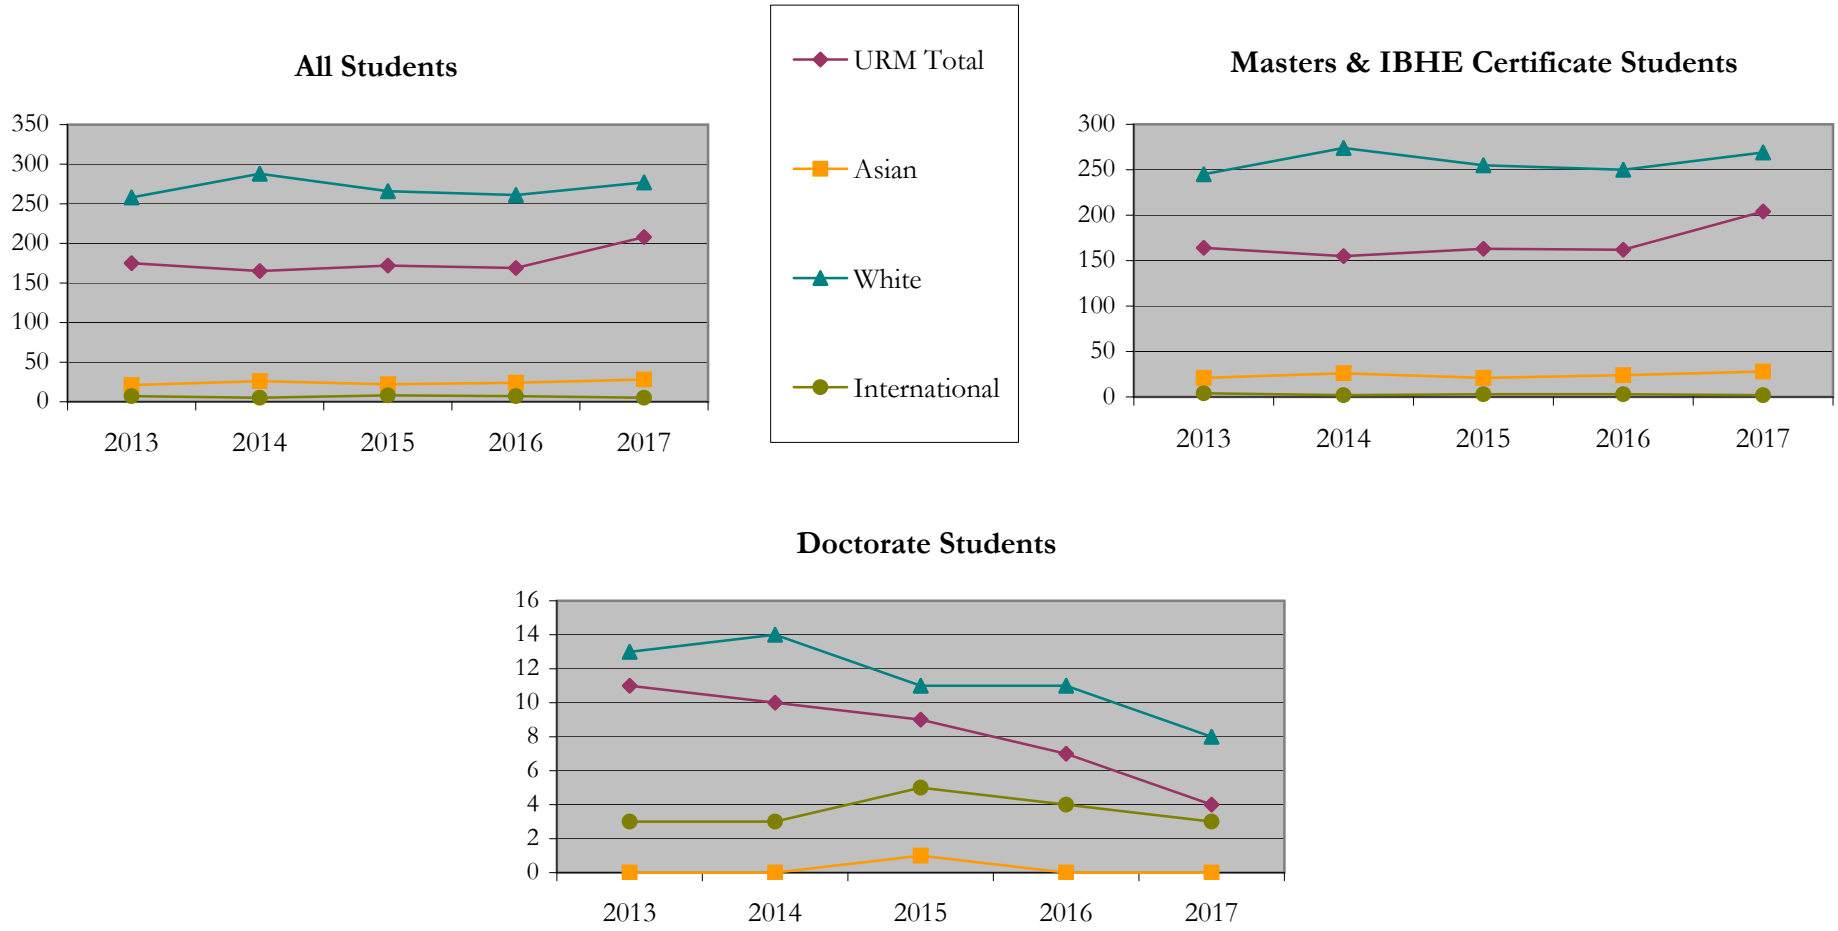 All Students
350
300
250
200
150
100
50
0
2013 2014 2015 2016 2017
URM Total
Asian
White
International
Masters & IBHE Certificate Students
300
250
200
150
100
50
0
2013 2014 2015 2016 2017
Doctorate Students
16
14
12
10
8
6
4
2
0
2013 2014 2015 2016 2017